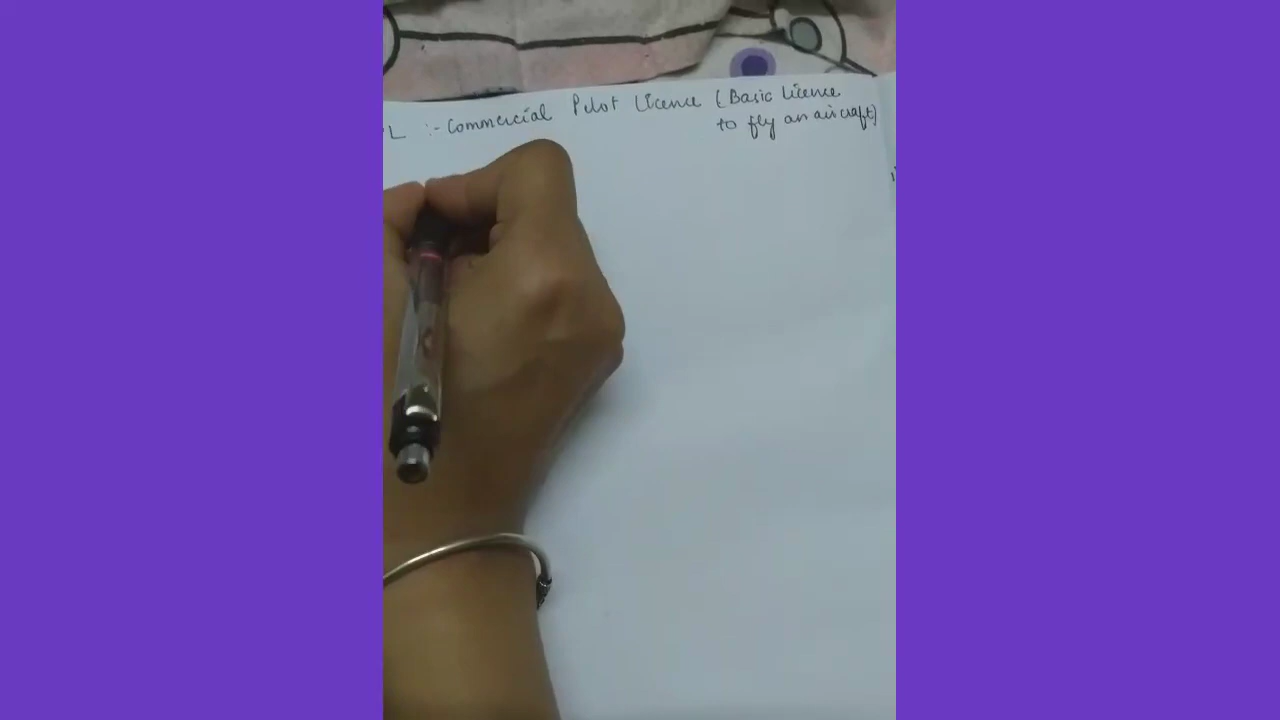 L :- Commercial Pilot Licence (Basic Licence
to fly an aircraft)